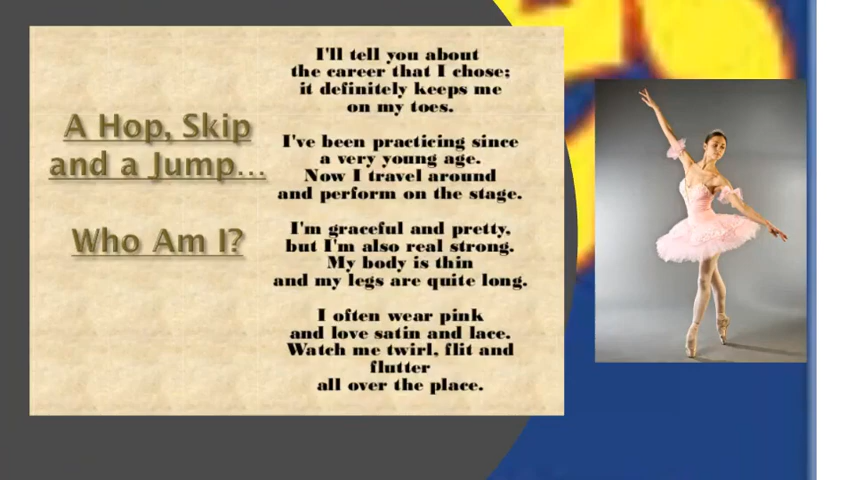 A Hop, Skip
and a Jump...
Who Am I?
I'll tell you about
the career that I chose;
it definitely keeps me
on my toes.
I've been practicing since
a very young age.
Now I travel around
and perform on the stage.
I'm graceful and pretty,
but I'm also real strong.
My body is thin
and my legs are quite long.
I often wear pink
and love satin and lace.
Watch me twirl, flit and
flutter
all over the place.